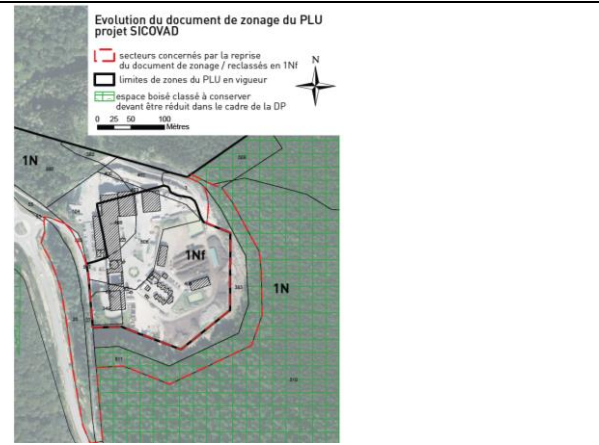 Evolution du document de zonage du PLU
projet SICOVAD
secteurs concernés par la reprise
du document de zonage / reclassés en 1Nf
limites de zones du PLU en vigueur
espace boisé classé à conserver
devant être réduit dans le cadre de la DP
N
0 25 50 100
Mètres
1N
1Nf
1N